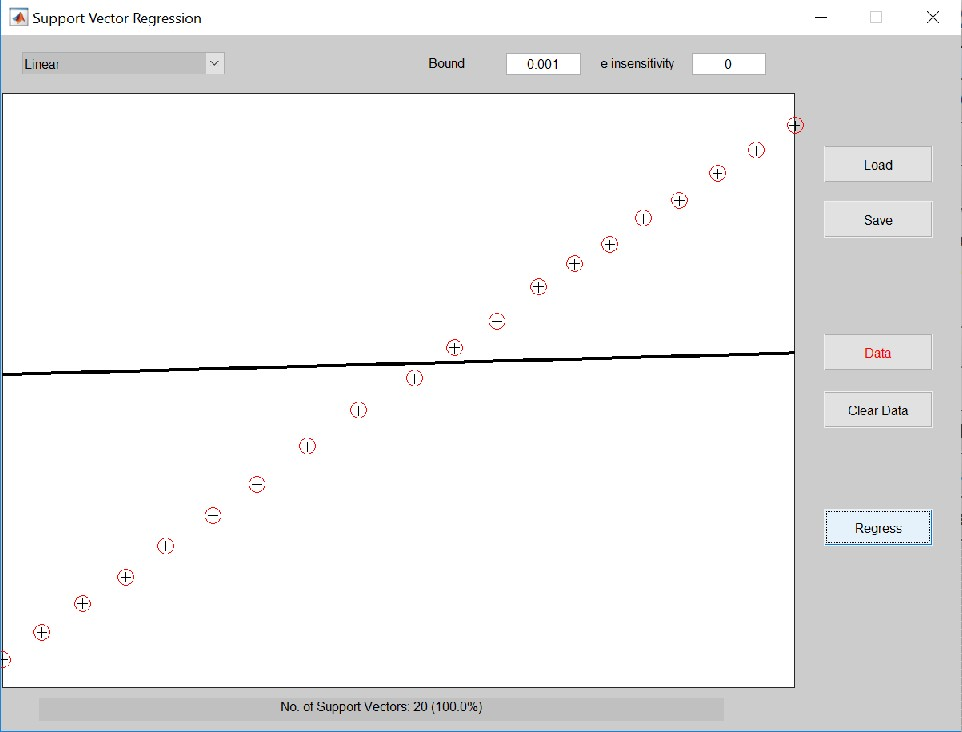 Support Vector Regression
Linear
Bound
0.001
e insensitivity
0
Load
Save
Data
Clear Data
Regress
No. of Support Vectors: 20 (100.0%)